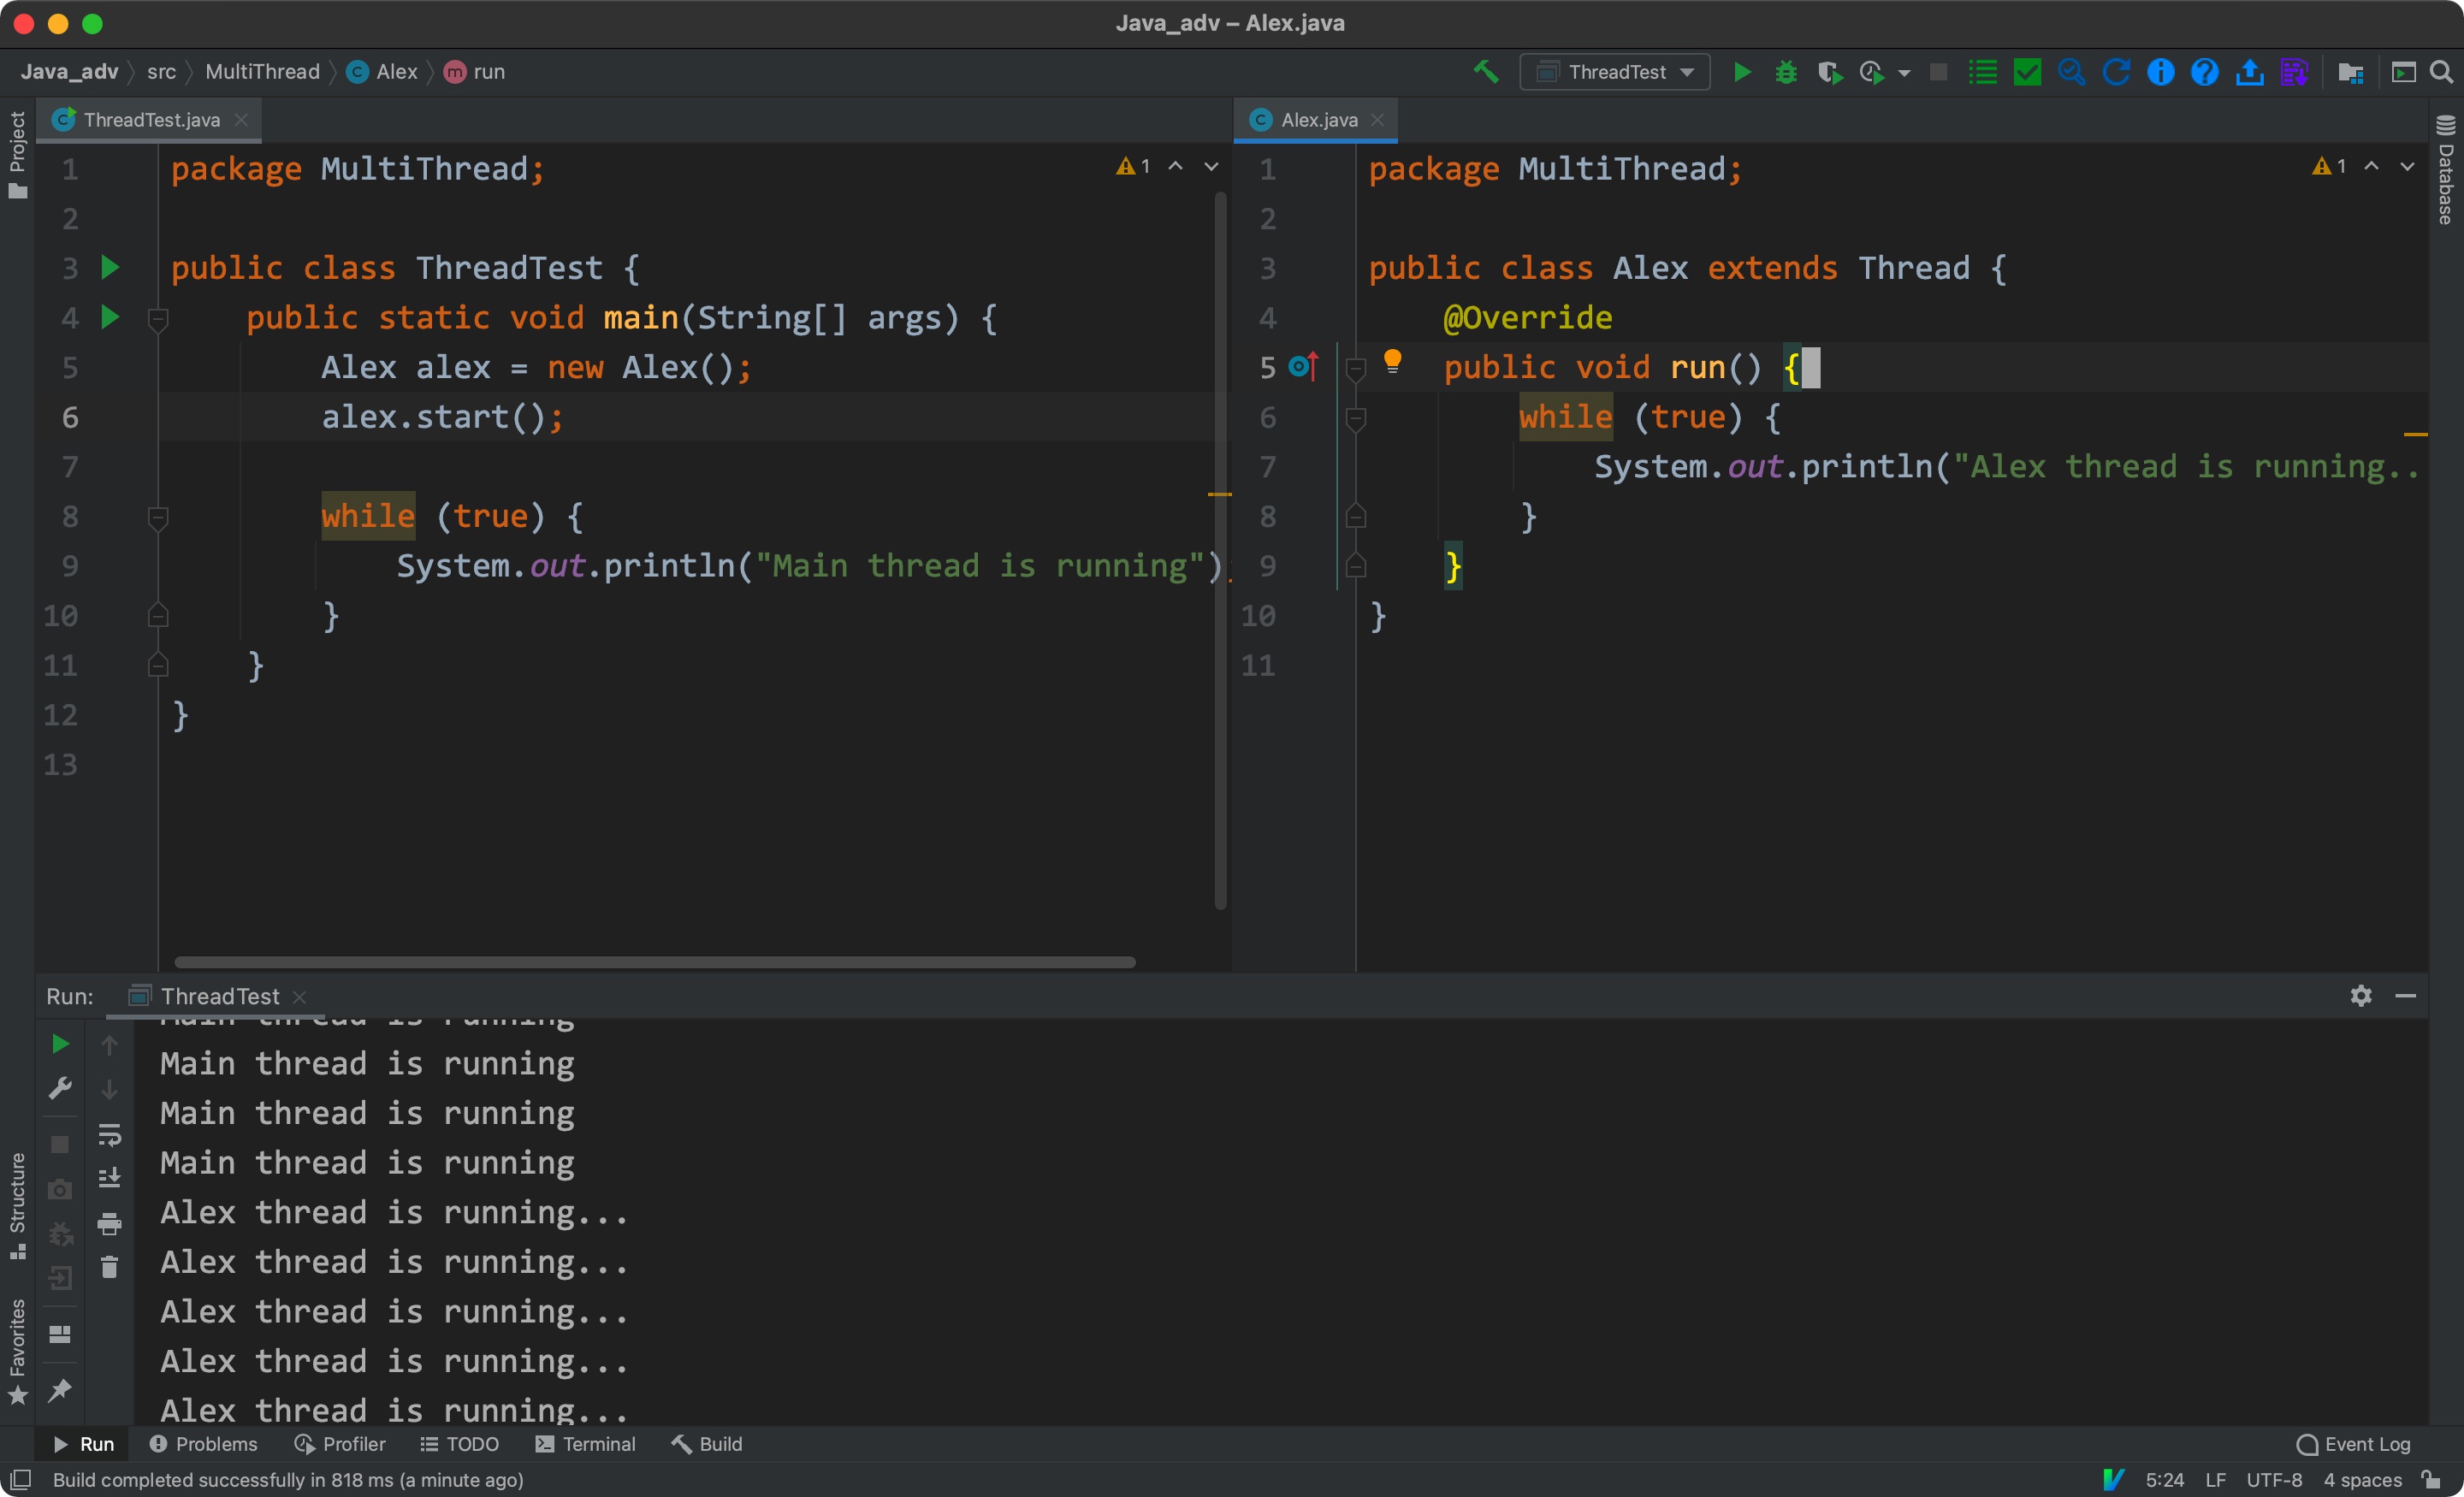 Java_adv – Alex.java
Java_adv src MultiThread C Alex m run
ThreadTest
Project
ThreadTest.java
1 package MultiThread;
2
3 public class ThreadTest {
4 public static void main(String[] args) {
5 Alex alex = new Alex();
6 alex.start();
7
8 while (true) {
9 System.out.println("Main thread is running")
10 }
11 }
12 }
13
1
Alex.java
1 package MultiThread;
2
3 public class Alex extends Thread {
4 @Override
5 public void run() {
6 while (true) {
7 System.out.println("Alex thread is running..
8 }
9 }
10 }
11
1
Database
Run: ThreadTest
Main thread is running
Main thread is running
Main thread is running
Main thread is running
Alex thread is running...
Alex thread is running...
Alex thread is running...
Alex thread is running...
Alex thread is running...
Structure
Favorites
Run Problems Profiler TODO Terminal Build Event Log
Build completed successfully in 818 ms (a minute ago) 5:24 LF UTF-8 4 spaces